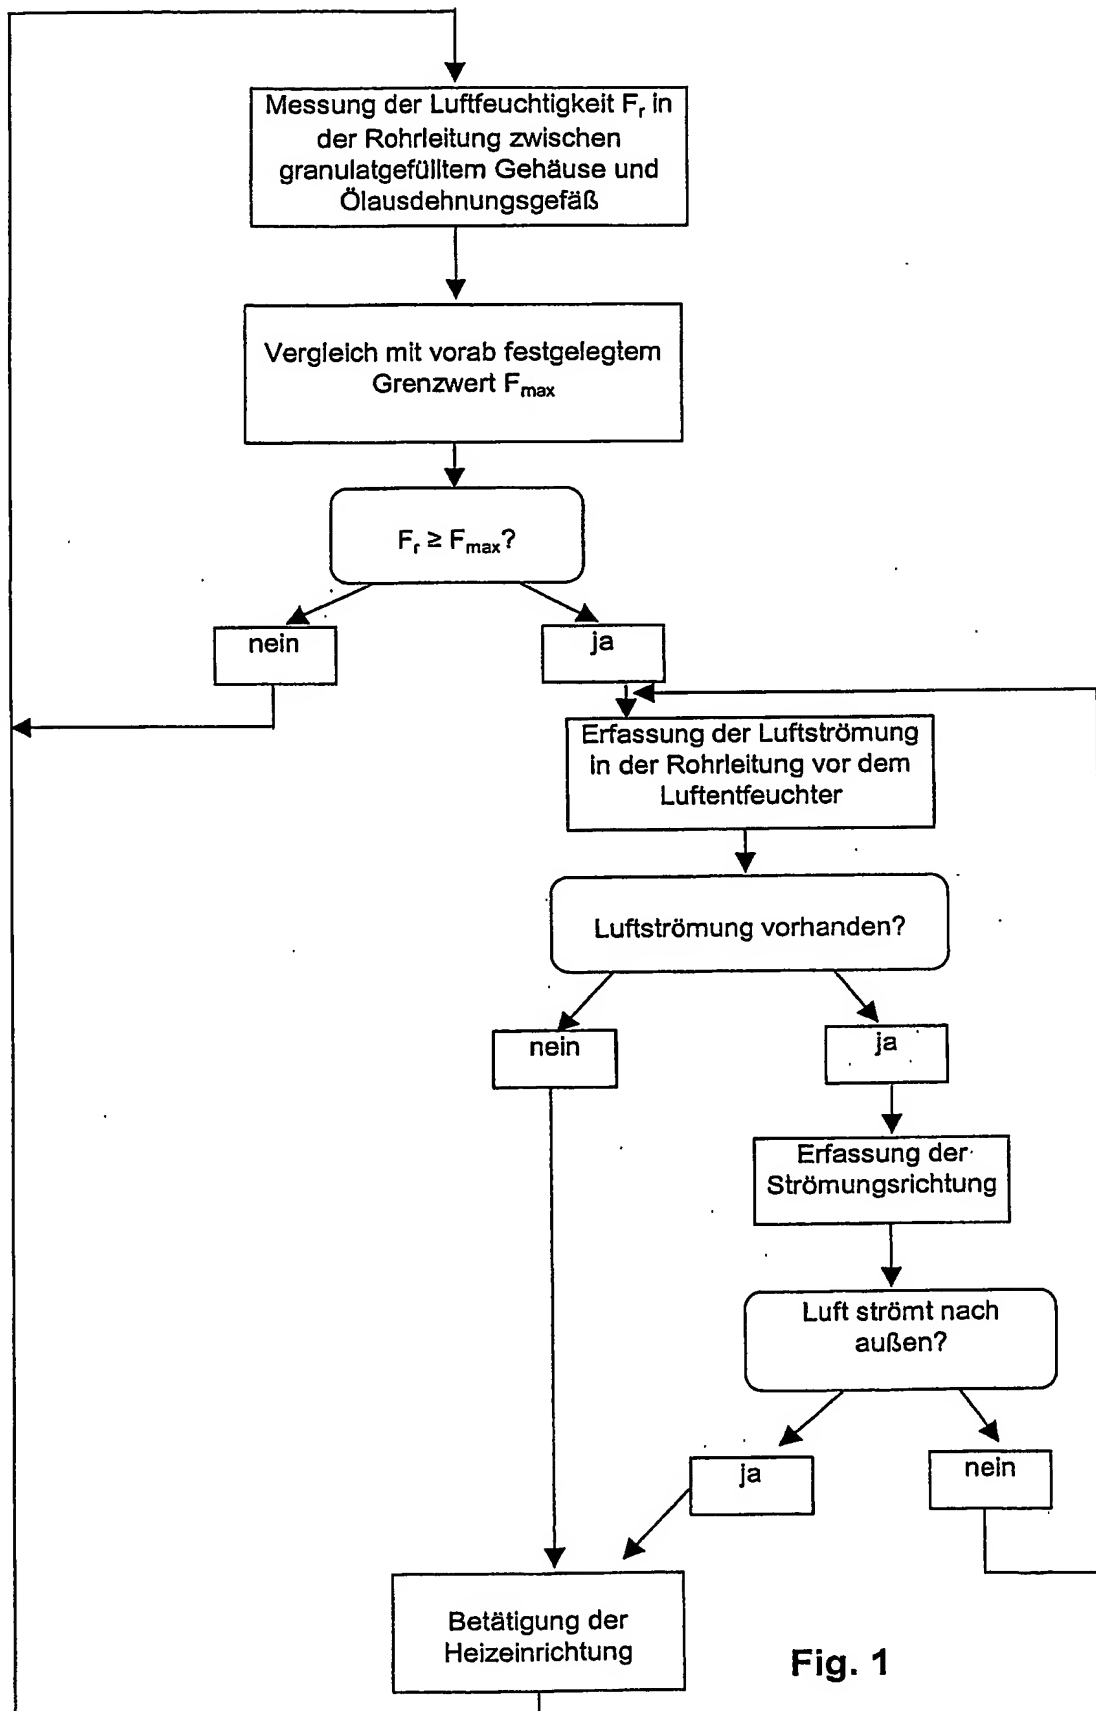 Messung der Luftfeuchtigkeit Fr in
der Rohrleitung zwischen
granulatgefülltem Gehäuse und
Ölausdehnungsgefäß
Vergleich mit vorab festgelegtem
Grenzwert Fmax
Fr ≥ Fmax?
nein
ja
Erfassung der Luftströmung
in der Rohrleitung vor dem
Luftentfeuchter
Luftströmung vorhanden?
nein
ja
Erfassung der
Strömungsrichtung
Luft strömt nach
außen?
ja
nein
Betätigung der
Heizeinrichtung
Fig. 1